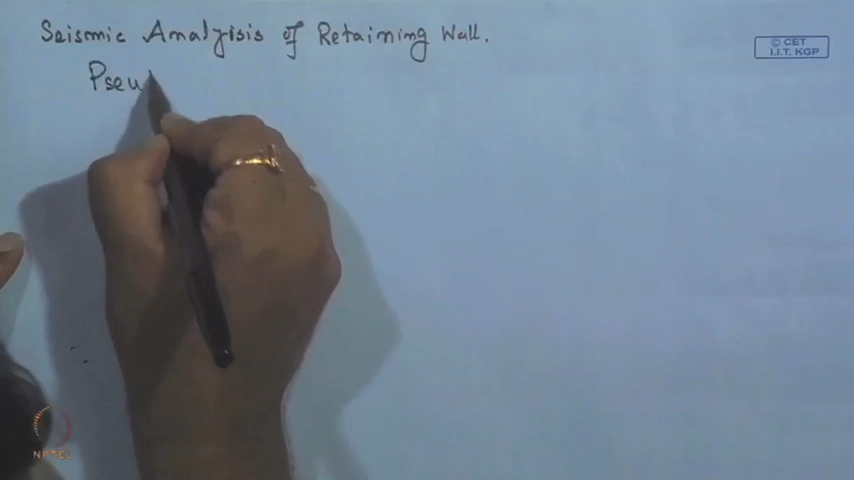 Seismic Analysis of Retaining Wall.
© CET
I.I.T. KGP
Pseu
NPTEL